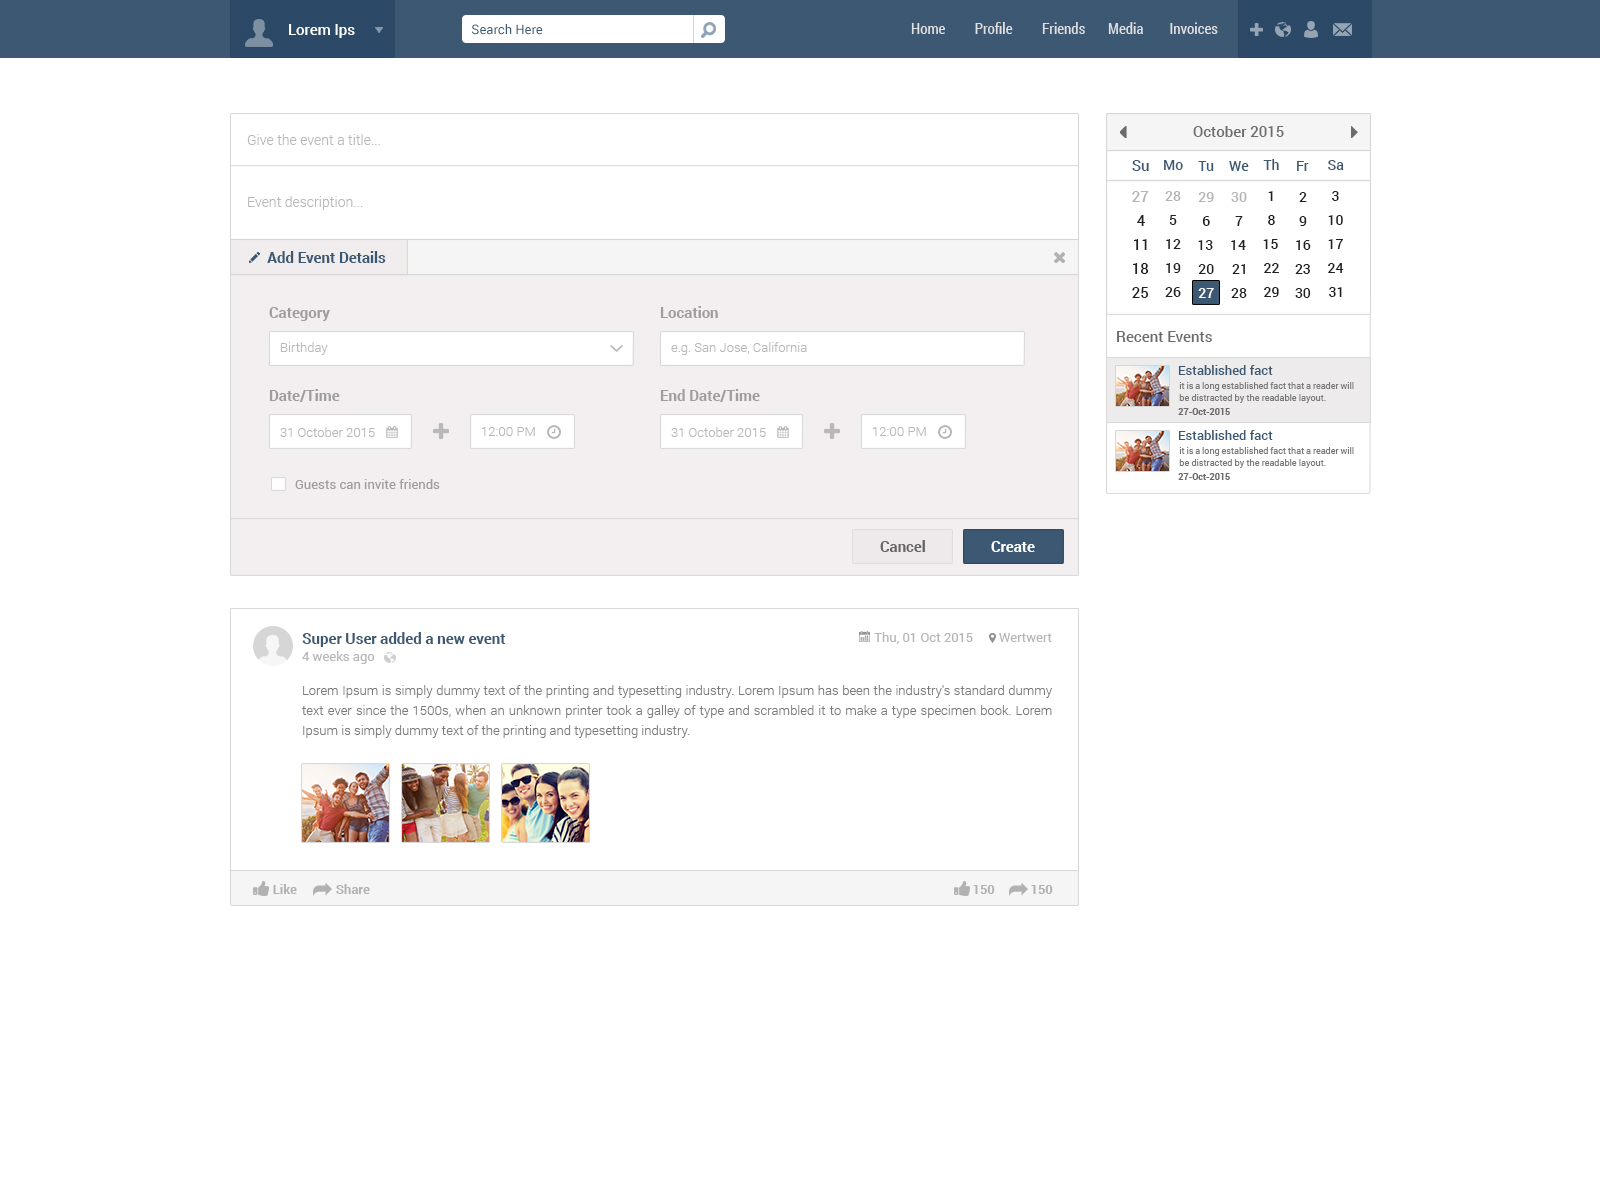 Lorem Ips
Search Here
Home Profile Friends Media Invoices
Give the event a title...
Event description...
Add Event Details
Category
Birthday
Location
e.g. San Jose, California
Date/Time
31 October 2015
12:00 PM
End Date/Time
31 October 2015
12:00 PM
Guests can invite friends
Cancel
Create
Super User added a new event
4 weeks ago
Thu, 01 Oct 2015 Wertwert
Lorem Ipsum is simply dummy text of the printing and typesetting industry. Lorem Ipsum has been the industry's standard dummy
text ever since the 1500s, when an unknown printer took a galley of type and scrambled it to make a type specimen book. Lorem
Ipsum is simply dummy text of the printing and typesetting industry.
Like Share
150 150
October 2015
Su Mo Tu We Th Fr Sa
27 28 29 30 1 2 3
4 5 6 7 8 9 10
11 12 13 14 15 16 17
18 19 20 21 22 23 24
25 26 27 28 29 30 31
Recent Events
Established fact
it is a long established fact that a reader will
be distracted by the readable layout.
27-Oct-2015
Established fact
it is a long established fact that a reader will
be distracted by the readable layout.
27-Oct-2015